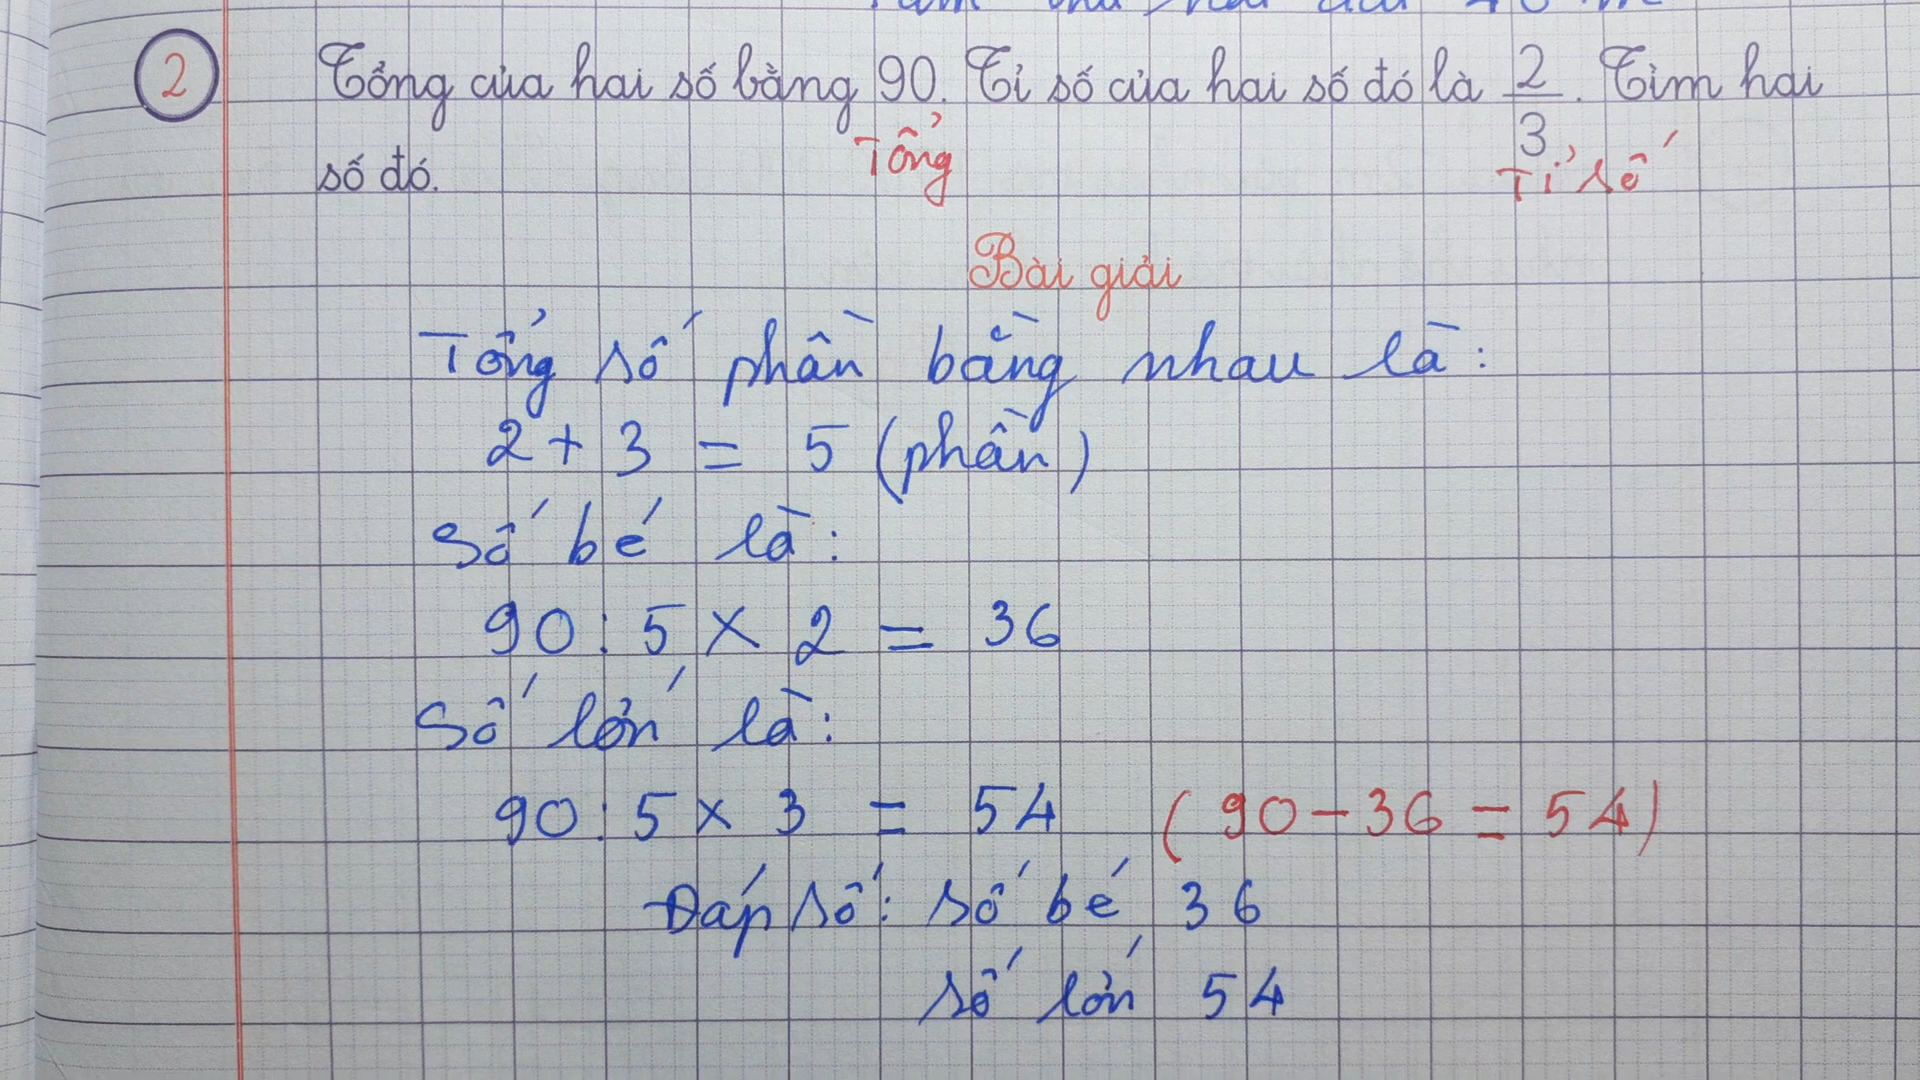 2 Tổng của hai số bằng 90. Tỉ số của hai số đó là 2/3. Tìm hai
số đó.
Tổng
Tỉ số
Bài giải
Tổng số phần bằng nhau là:
2 + 3 = 5 (phần)
Số bé là:
90 : 5 × 2 = 36
Số lớn là:
90 : 5 × 3 = 54 (90 - 36 = 54)
Đáp số: số bé 36
số lớn 54